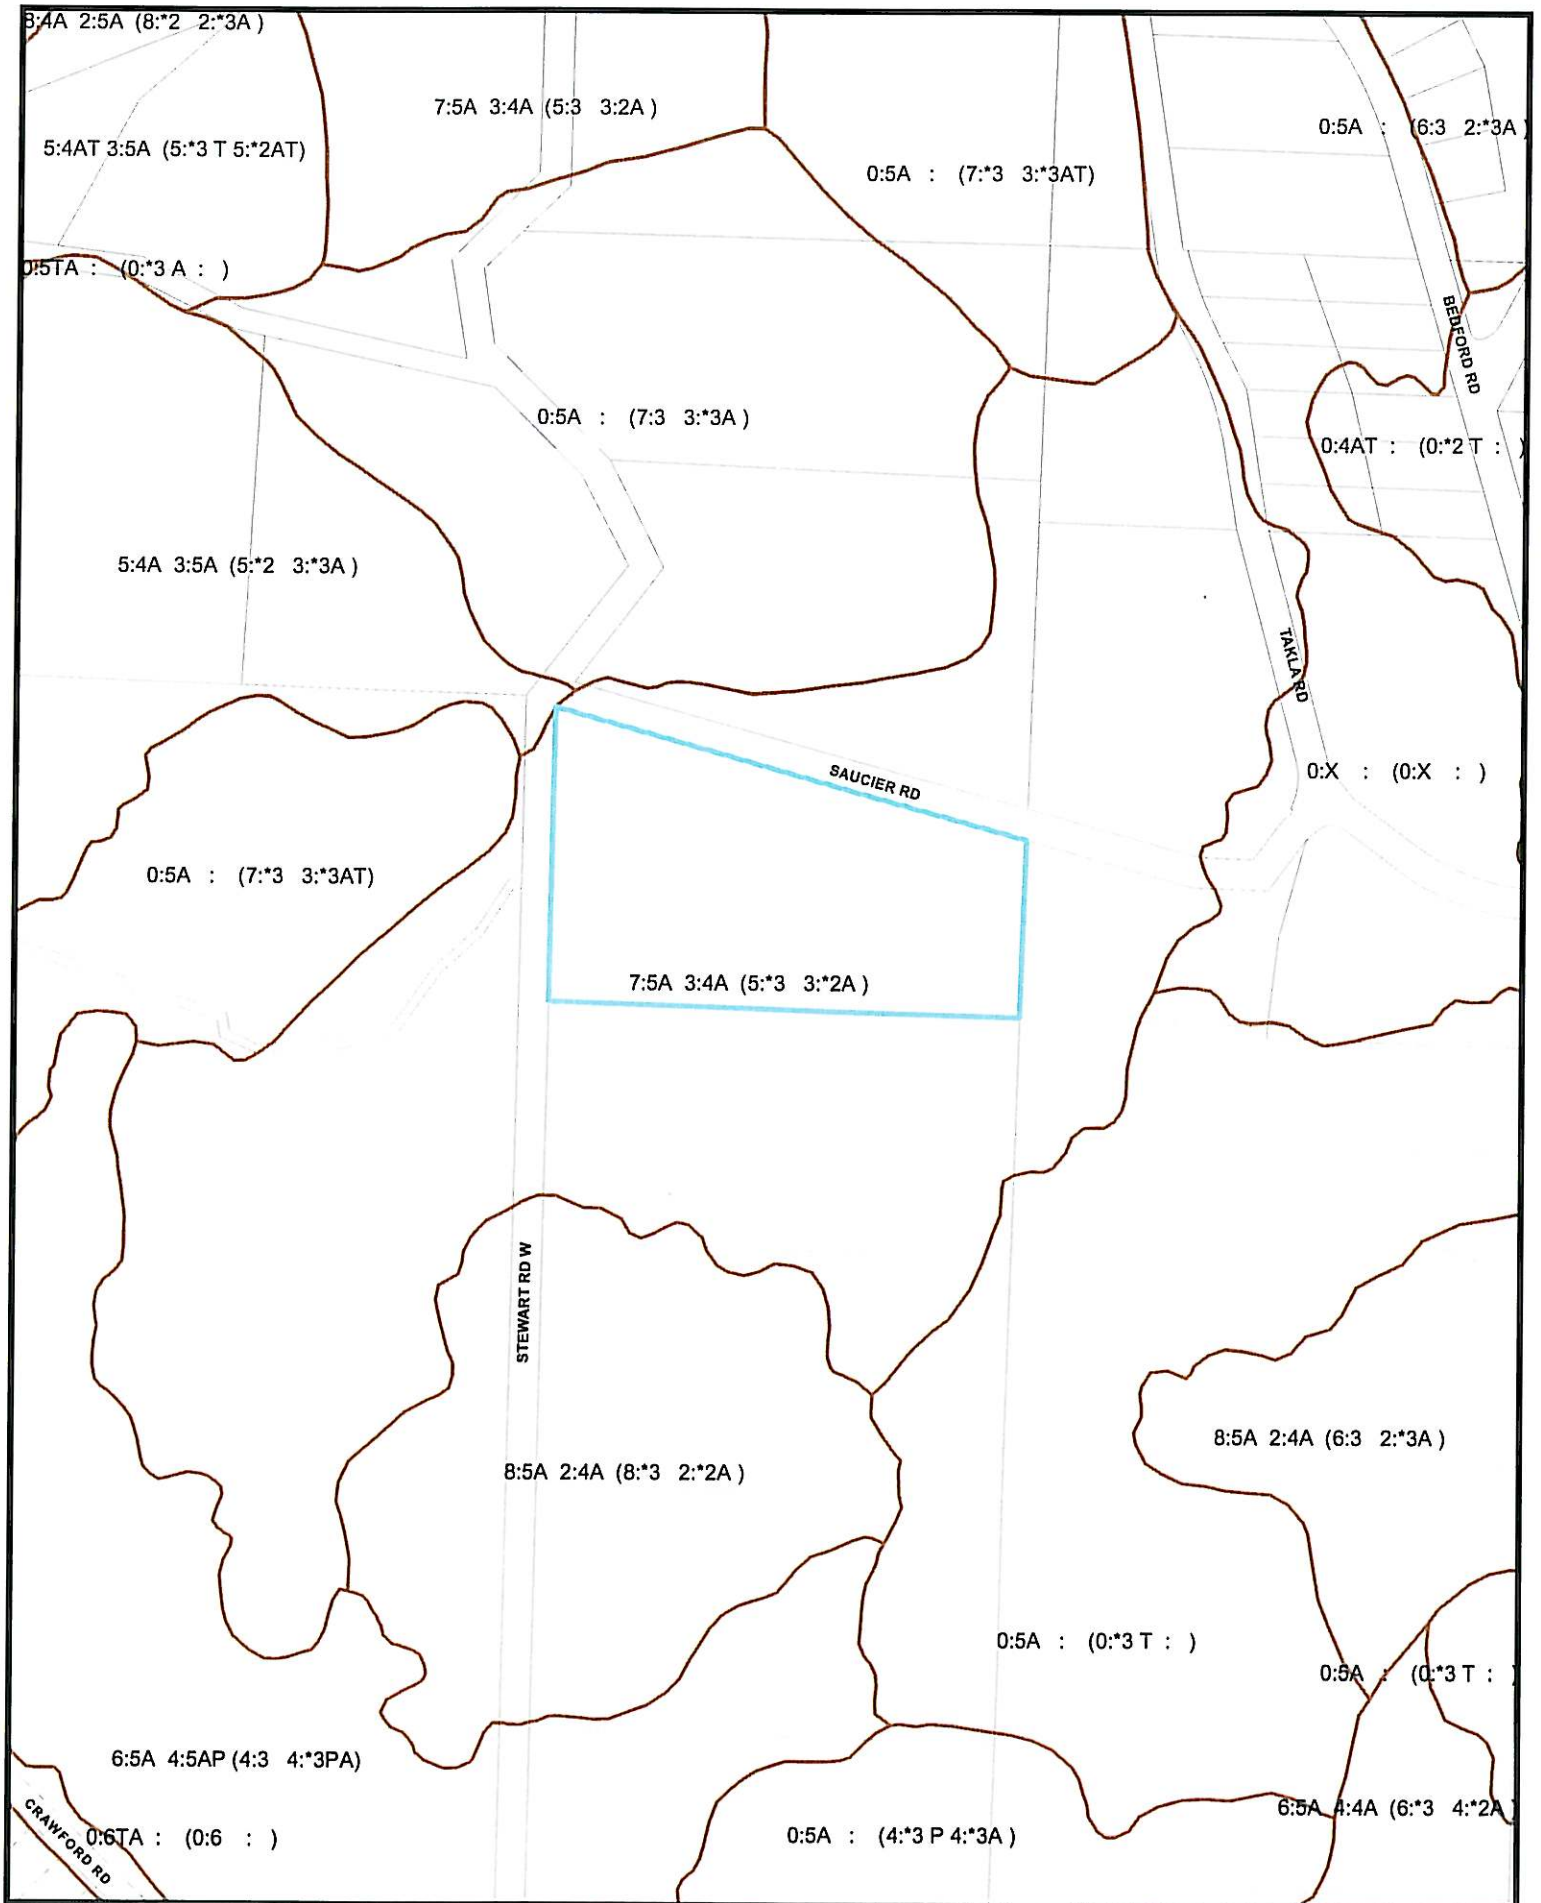 8:4A 2:5A (8:*2 2:*3A )
7:5A 3:4A (5:3 3:2A )
0:5A : (6:3 2:*3A )
5:4AT 3:5A (5:*3 T 5:*2AT)
0:5A : (7:*3 3:*3AT)
0:5TA : (0:*3 A : )
BEDFORD RD
0:5A : (7:3 3:*3A )
0:4AT : (0:*2 T : )
5:4A 3:5A (5:*2 3:*3A )
TAKLA RD
SAUCIER RD
0:X : (0:X : )
0:5A : (7:*3 3:*3AT)
7:5A 3:4A (5:*3 3:*2A )
STEWART RD W
8:5A 2:4A (6:3 2:*3A )
8:5A 2:4A (8:*3 2:*2A )
0:5A : (0:*3 T : )
0:5A : (0:*3 T : )
6:5A 4:5AP (4:3 4:*3PA)
6:5A 4:4A (6:*3 4:*2A )
CRAWFORD RD
0:6TA : (0:6 : )
0:5A : (4:*3 P 4:*3A )